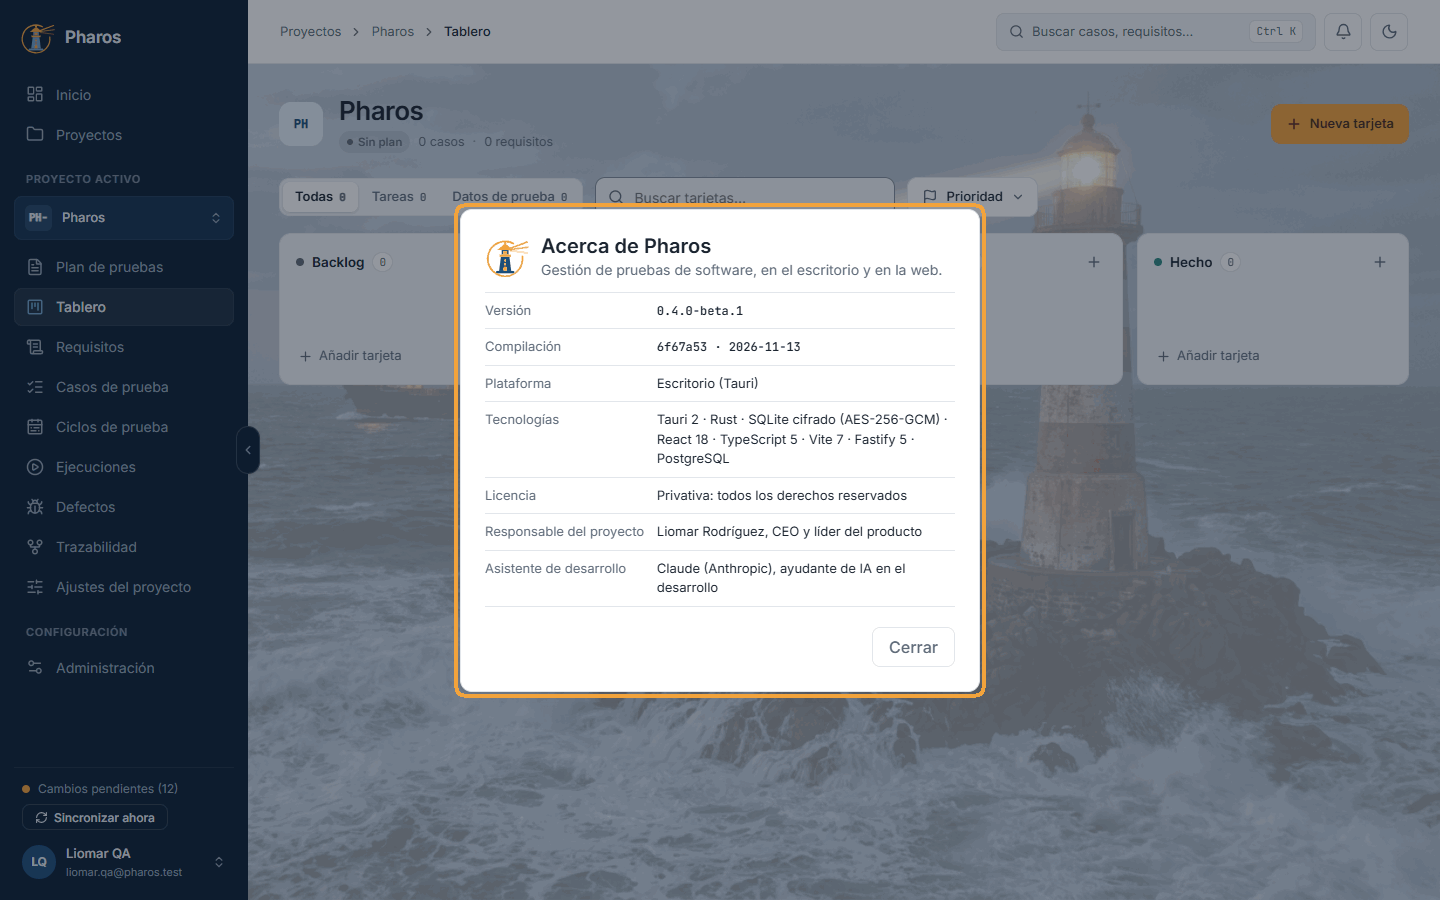 Pharos
Inicio
Proyectos
PROYECTO ACTIVO
PH-
Pharos
Plan de pruebas
Tablero
Requisitos
Casos de prueba
Ciclos de prueba
Ejecuciones
Defectos
Trazabilidad
Ajustes del proyecto
CONFIGURACIÓN
Administración
Cambios pendientes (12)
Sincronizar ahora
LQ
Liomar QA
liomar.qa@pharos.test
Proyectos > Pharos > Tablero
Buscar casos, requisitos...
Ctrl K
PH
Pharos
Sin plan
0 casos · 0 requisitos
Nueva tarjeta
Todas 0
Tareas 0
Datos de prueba 0
Buscar tarjetas...
Prioridad
Backlog 0
Añadir tarjeta
Hecho 0
Añadir tarjeta
Acerca de Pharos
Gestión de pruebas de software, en el escritorio y en la web.
Versión
0.4.0-beta.1
Compilación
6f67a53 · 2026-11-13
Plataforma
Escritorio (Tauri)
Tecnologías
Tauri 2 · Rust · SQLite cifrado (AES-256-GCM) ·
React 18 · TypeScript 5 · Vite 7 · Fastify 5 ·
PostgreSQL
Licencia
Privativa: todos los derechos reservados
Responsable del proyecto
Liomar Rodríguez, CEO y líder del producto
Asistente de desarrollo
Claude (Anthropic), ayudante de IA en el
desarrollo
Cerrar